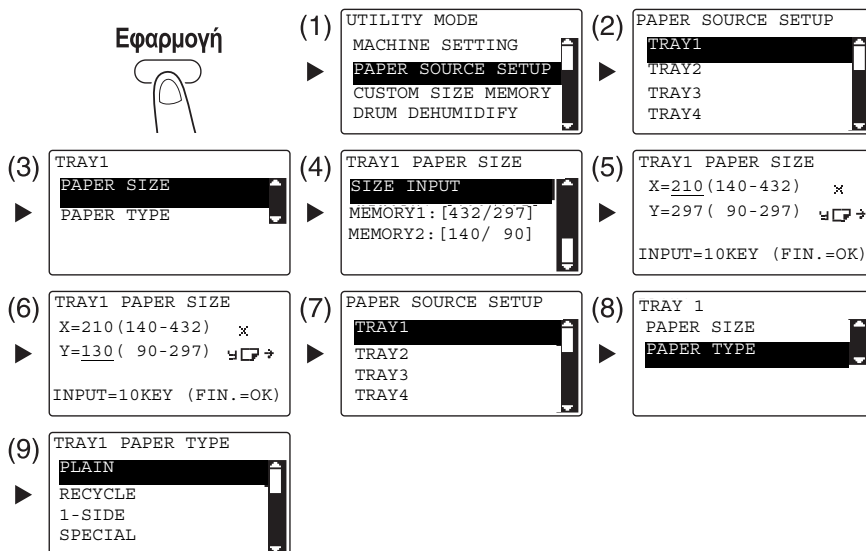 Εφαρμογή
(1)
UTILITY MODE
MACHINE SETTING
PAPER SOURCE SETUP
CUSTOM SIZE MEMORY
DRUM DEHUMIDIFY
(2)
PAPER SOURCE SETUP
TRAY1
TRAY2
TRAY3
TRAY4
(3)
TRAY1
PAPER SIZE
PAPER TYPE
(4)
TRAY1 PAPER SIZE
SIZE INPUT
MEMORY1:[432/297]
MEMORY2:[140/ 90]
(5)
TRAY1 PAPER SIZE
X=210(140-432) x
Y=297( 90-297) y
INPUT=10KEY (FIN.=OK)
(6)
TRAY1 PAPER SIZE
X=210(140-432) x
Y=130( 90-297) y
INPUT=10KEY (FIN.=OK)
(7)
PAPER SOURCE SETUP
TRAY1
TRAY2
TRAY3
TRAY4
(8)
TRAY 1
PAPER SIZE
PAPER TYPE
(9)
TRAY1 PAPER TYPE
PLAIN
RECYCLE
1-SIDE
SPECIAL